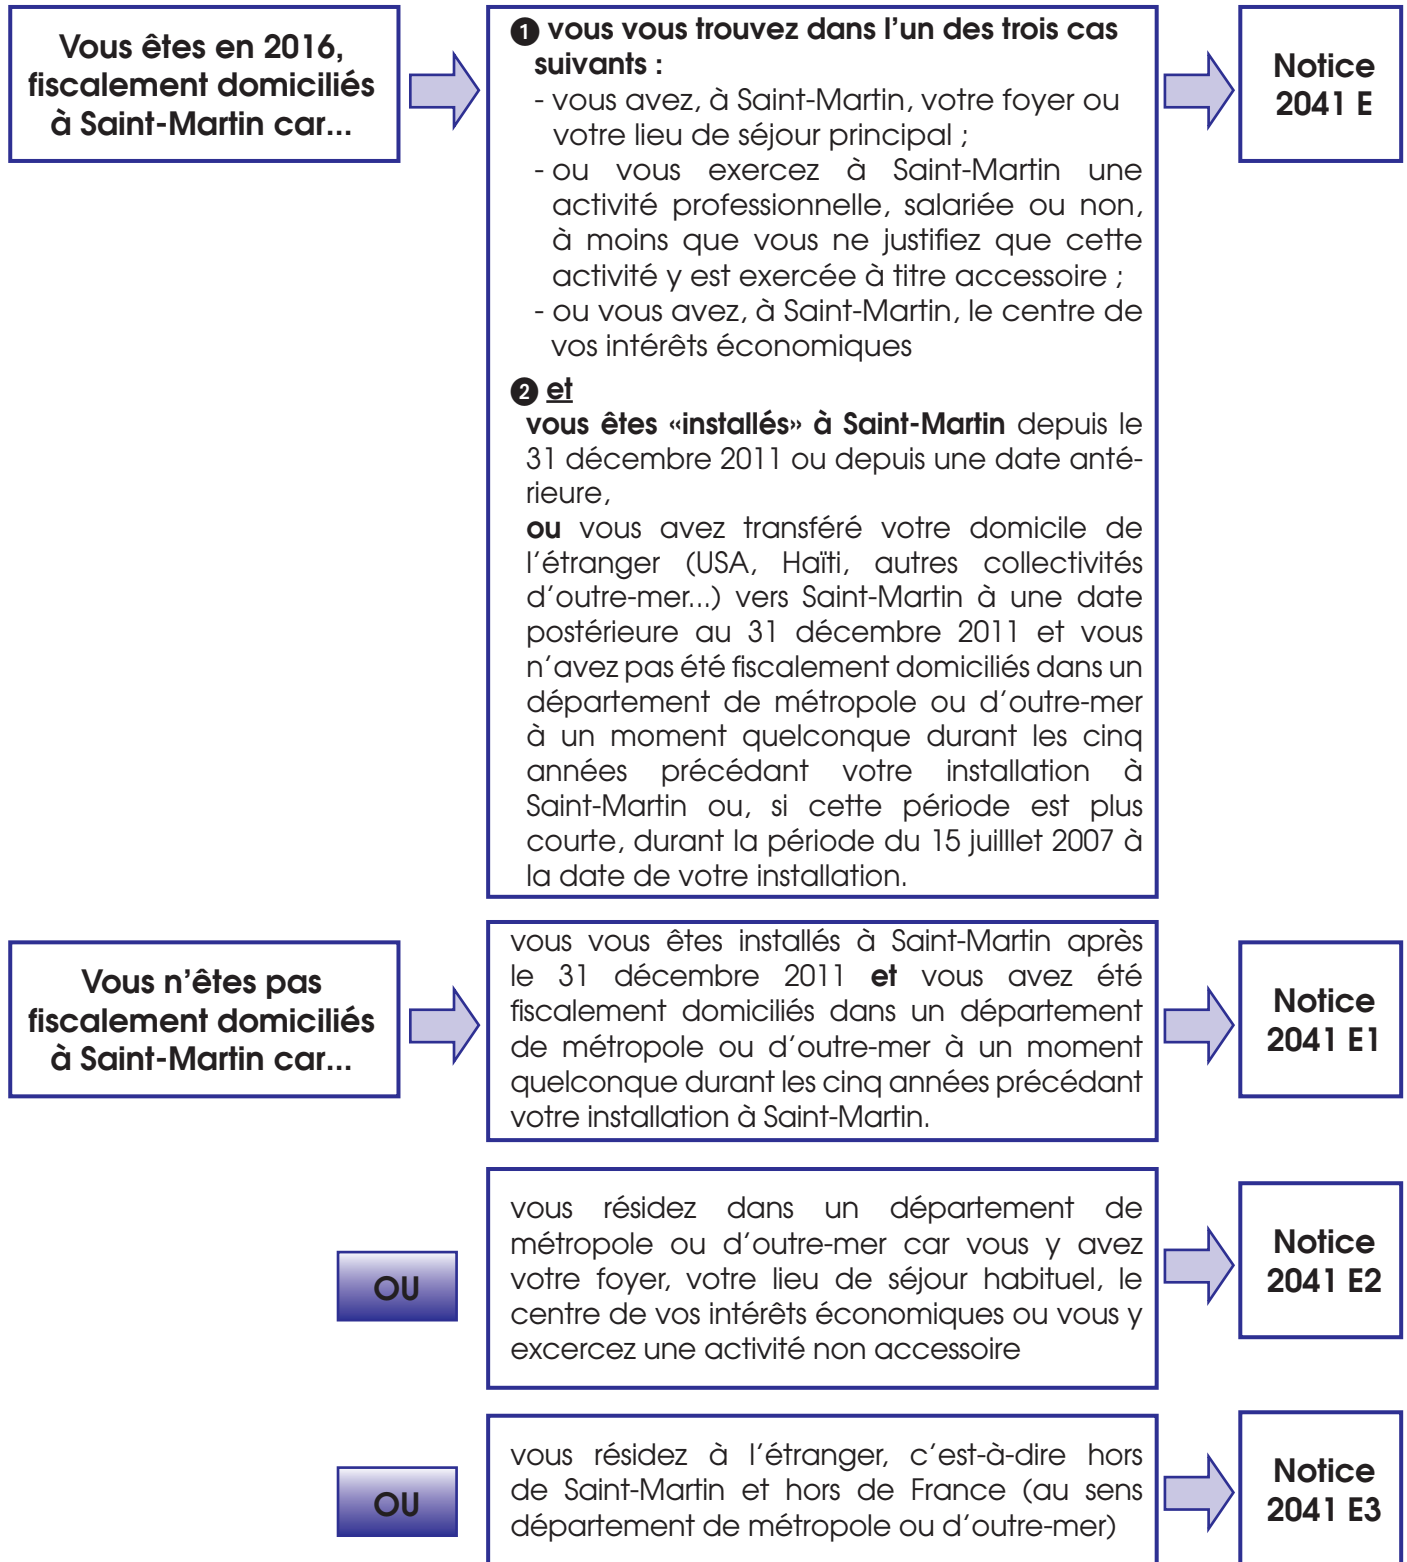 Vous êtes en 2016,
fiscalement domiciliés
à Saint-Martin car...
❶ vous vous trouvez dans l’un des trois cas
suivants :
- vous avez, à Saint-Martin, votre foyer ou
votre lieu de séjour principal ;
- ou vous exercez à Saint-Martin une
activité professionnelle, salariée ou non,
à moins que vous ne justifiez que cette
activité y est exercée à titre accessoire ;
- ou vous avez, à Saint-Martin, le centre de
vos intérêts économiques
❷ et
vous êtes «installés» à Saint-Martin depuis le
31 décembre 2011 ou depuis une date anté-
rieure,
ou vous avez transféré votre domicile de
l’étranger (USA, Haïti, autres collectivités
d’outre-mer...) vers Saint-Martin à une date
postérieure au 31 décembre 2011 et vous
n’avez pas été fiscalement domiciliés dans un
département de métropole ou d’outre-mer
à un moment quelconque durant les cinq
années précédant votre installation à
Saint-Martin ou, si cette période est plus
courte, durant la période du 15 juilllet 2007 à
la date de votre installation.
Notice
2041 E
Vous n’êtes pas
fiscalement domiciliés
à Saint-Martin car...
vous vous êtes installés à Saint-Martin après
le 31 décembre 2011 et vous avez été
fiscalement domiciliés dans un département
de métropole ou d’outre-mer à un moment
quelconque durant les cinq années précédant
votre installation à Saint-Martin.
Notice
2041 E1
OU
vous résidez dans un département de
métropole ou d’outre-mer car vous y avez
votre foyer, votre lieu de séjour habituel, le
centre de vos intérêts économiques ou vous y
excercez une activité non accessoire
Notice
2041 E2
OU
vous résidez à l’étranger, c’est-à-dire hors
de Saint-Martin et hors de France (au sens
département de métropole ou d’outre-mer)
Notice
2041 E3